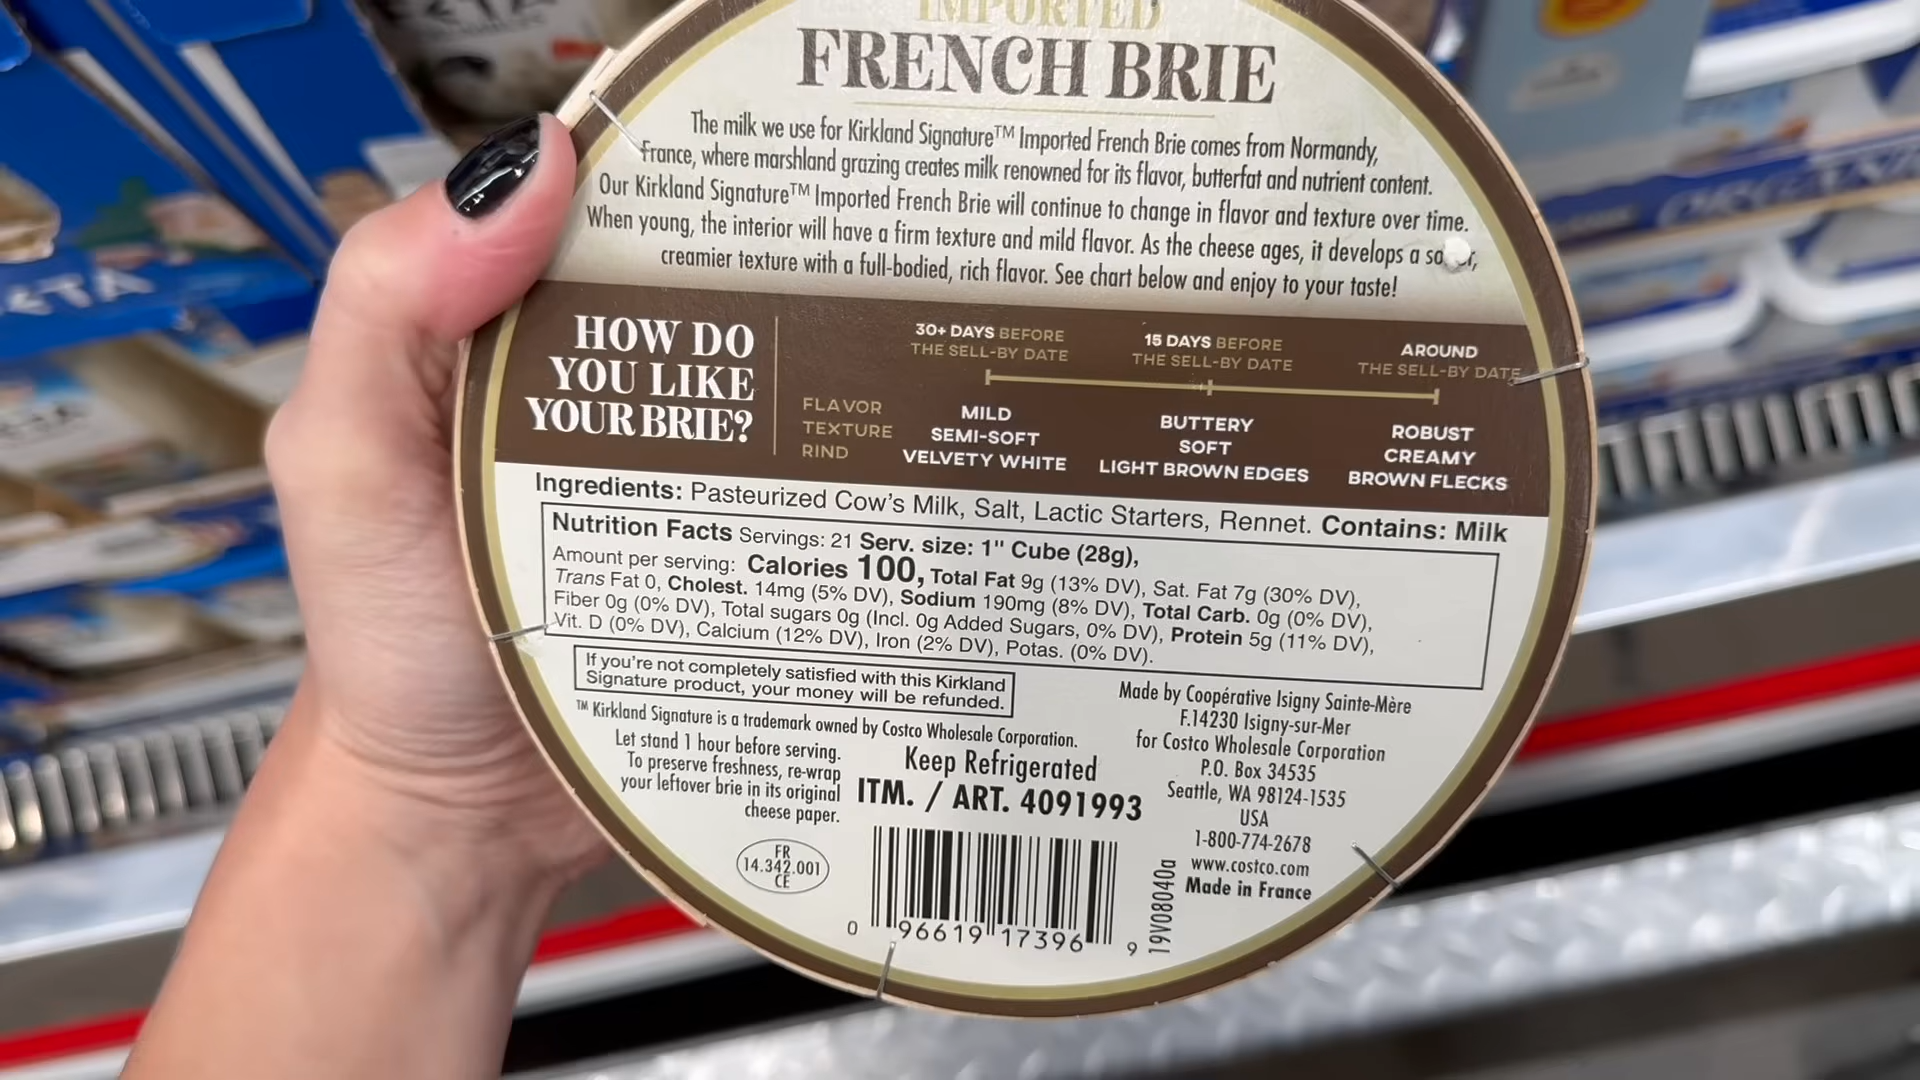 IMPORTED
FRENCH BRIE
The milk we use for Kirkland Signature™ Imported French Brie comes from Normandy,
France, where marshland grazing creates milk renowned for its flavor, butterfat and nutrient content.
Our Kirkland Signature™ Imported French Brie will continue to change in flavor and texture over time.
When young, the interior will have a firm texture and mild flavor. As the cheese ages, it develops a
creamier texture with a full-bodied, rich flavor. See chart below and enjoy to your taste!
HOW DO
YOU LIKE
YOUR BRIE?
30+ DAYS BEFORE
THE SELL-BY DATE
15 DAYS BEFORE
THE SELL-BY DATE
AROUND
THE SELL-BY DATE
FLAVOR MILD BUTTERY ROBUST
TEXTURE SEMI-SOFT SOFT CREAMY
RIND VELVETY WHITE LIGHT BROWN EDGES BROWN FLECKS
Ingredients: Pasteurized Cow's Milk, Salt, Lactic Starters, Rennet. Contains: Milk
Nutrition Facts Servings: 21 Serv. size: 1" Cube (28g),
Amount per serving: Calories 100, Total Fat 9g (13% DV), Sat. Fat 7g (30% DV),
Trans Fat 0, Cholest. 14mg (5% DV), Sodium 190mg (8% DV), Total Carb. 0g (0% DV),
Fiber 0g (0% DV), Total sugars 0g (Incl. 0g Added Sugars, 0% DV), Protein 5g (11% DV),
Vit. D (0% DV), Calcium (12% DV), Iron (2% DV), Potas. (0% DV).
If you're not completely satisfied with this Kirkland
Signature product, your money will be refunded.
™ Kirkland Signature is a trademark owned by Costco Wholesale Corporation.
Let stand 1 hour before serving.
To preserve freshness, re-wrap
your leftover brie in its original
cheese paper.
Keep Refrigerated
ITM. / ART. 4091993
Made by Coopérative Isigny Sainte-Mère
F.14230 Isigny-sur-Mer
for Costco Wholesale Corporation
P.O. Box 34535
Seattle, WA 98124-1535
USA
1-800-774-2678
www.costco.com
Made in France
FR
14.342.001
CE
0 96619 17396 9
19V08040a